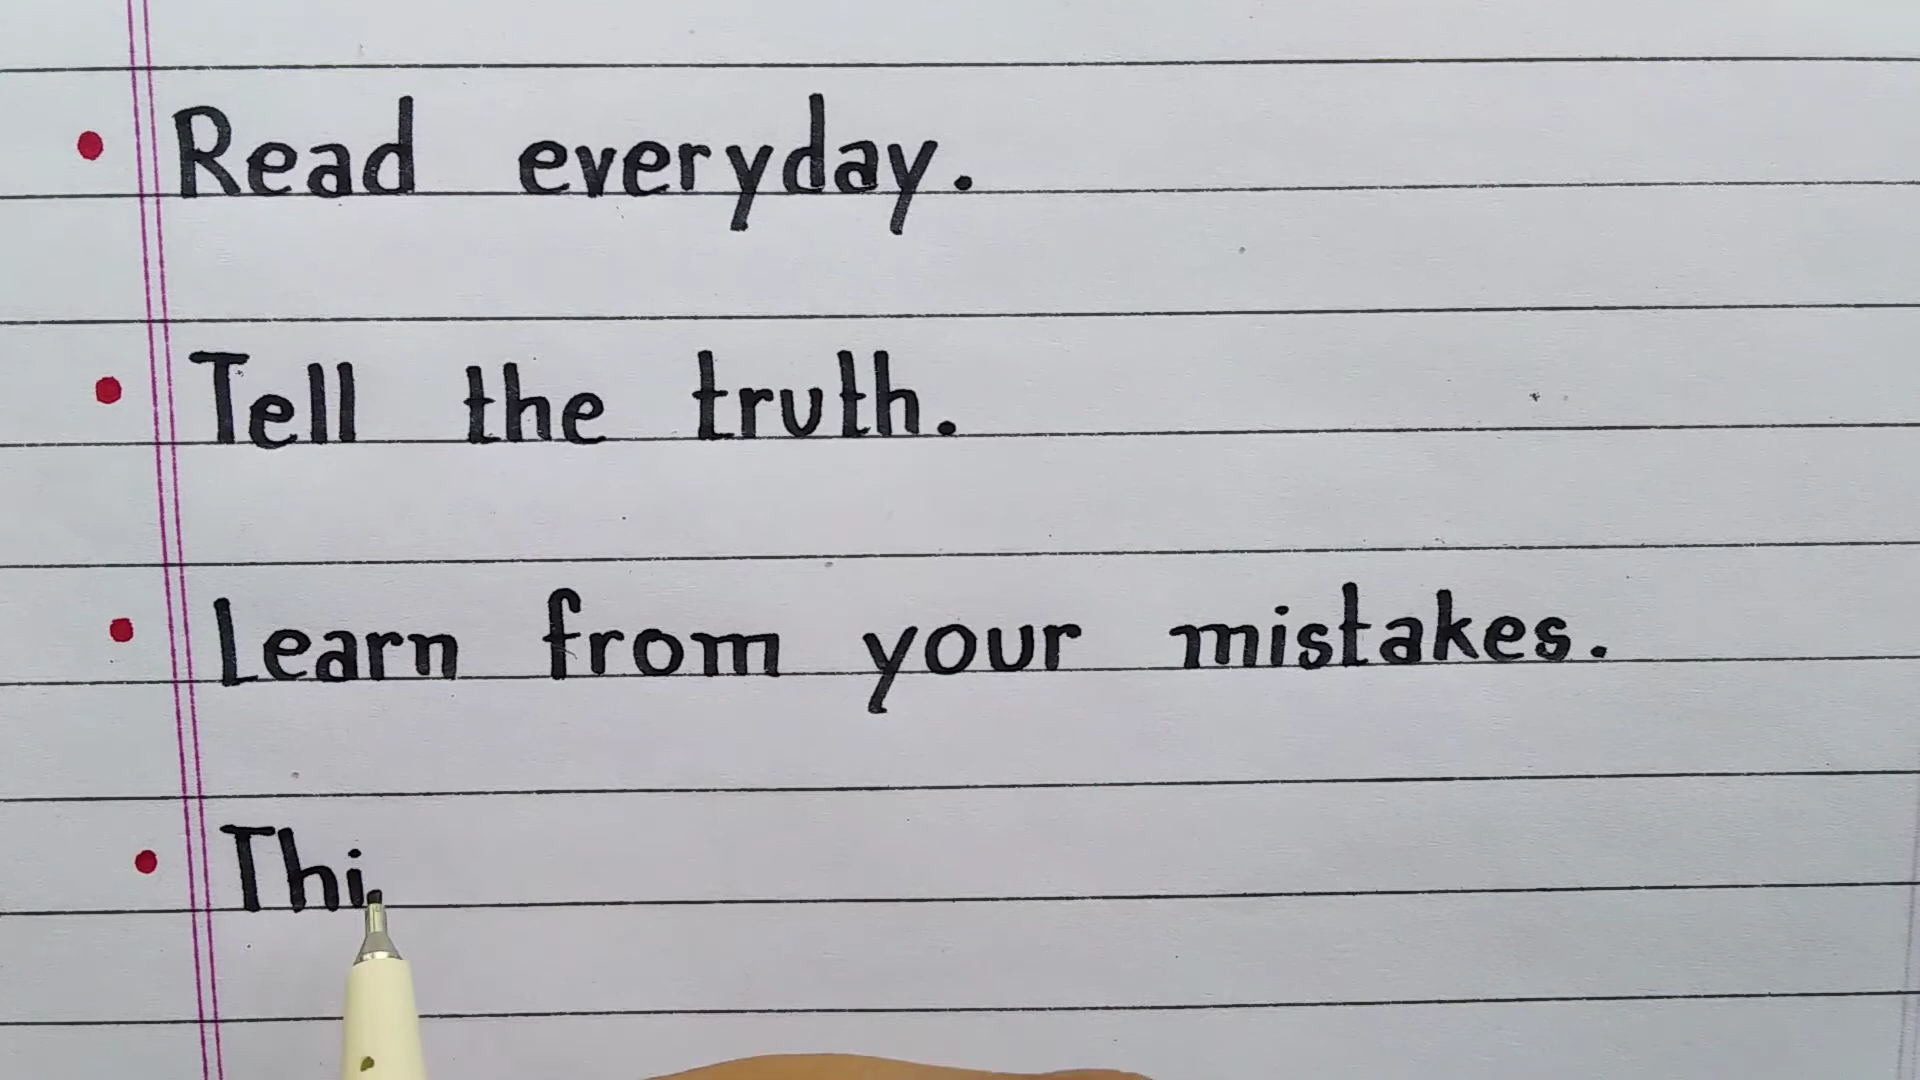 • Read everyday.
• Tell the truth.
• Learn from your mistakes.
• Thi